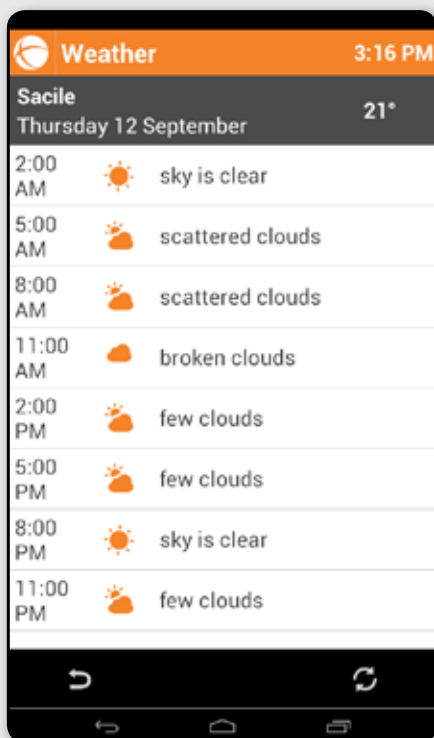 Weather 3:16 PM
Sacile
21°
Thursday 12 September
2:00
AM
sky is clear
5:00
AM
scattered clouds
8:00
AM
scattered clouds
11:00
AM
broken clouds
2:00
PM
few clouds
5:00
PM
few clouds
8:00
PM
sky is clear
11:00
PM
few clouds